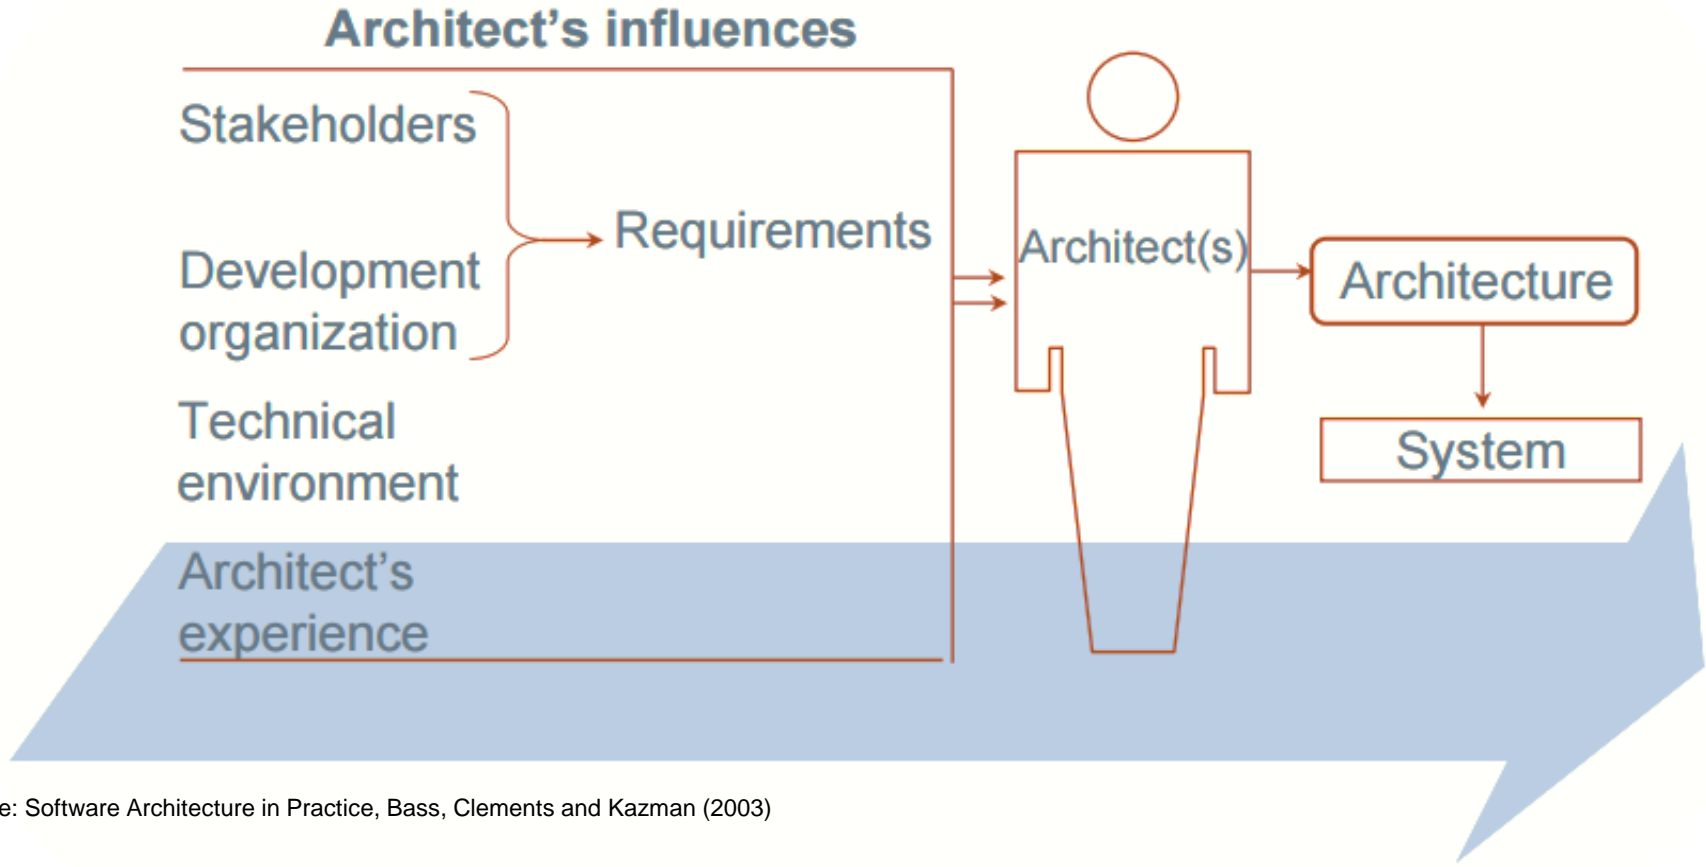 Architect’s influences
Stakeholders
Requirements
Development
organization
Technical
environment
Architect’s
experience
Architect(s)
Architecture
System
e: Software Architecture in Practice, Bass, Clements and Kazman (2003)